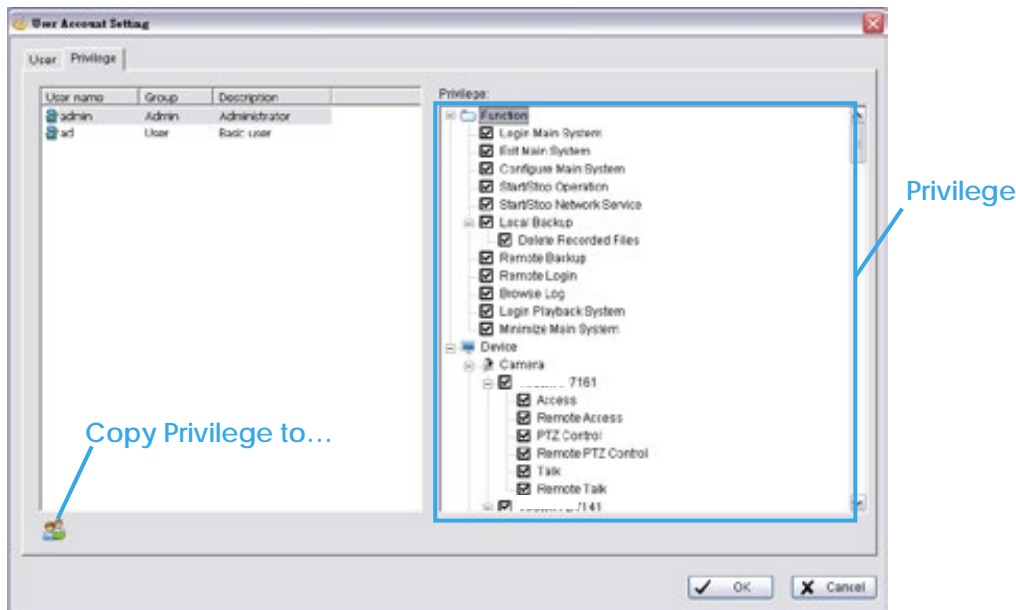 User Account Setting
User Privilege
User name Group Description
admin Admin Administrator
ad User Basic user
Privilege:
Function
Login Main System
Exit Main System
Configure Main System
Start/Stop Operation
Start/Stop Network Service
Local Backup
Delete Recorded Files
Remote Backup
Remote Login
Browse Log
Login Playback System
Minimize Main System
Device
Camera
7161
Access
Remote Access
PTZ Control
Remote PTZ Control
Talk
Remote Talk
7141
Privilege
Copy Privilege to...
OK Cancel